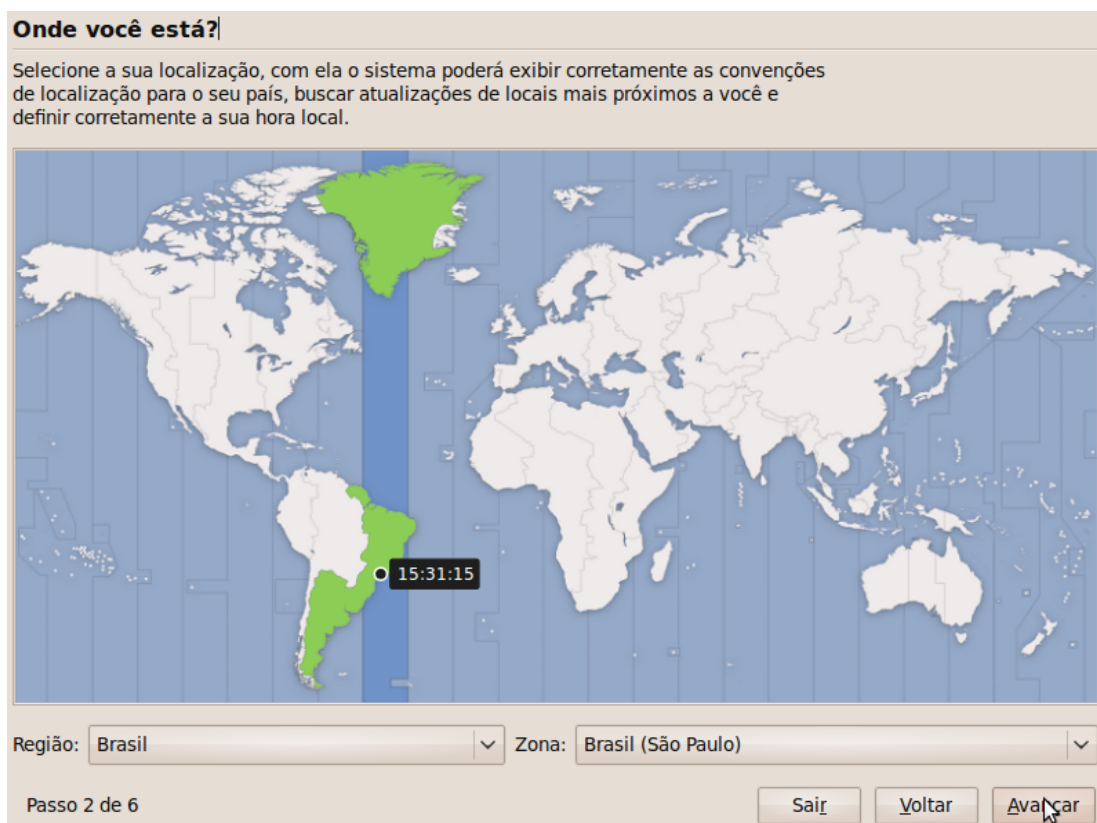 Onde você está?
Selecione a sua localização, com ela o sistema poderá exibir corretamente as convenções
de localização para o seu país, buscar atualizações de locais mais próximos a você e
definir corretamente a sua hora local.
15:31:15
Região: Brasil Zona: Brasil (São Paulo)
Passo 2 de 6 Sair Voltar Avançar